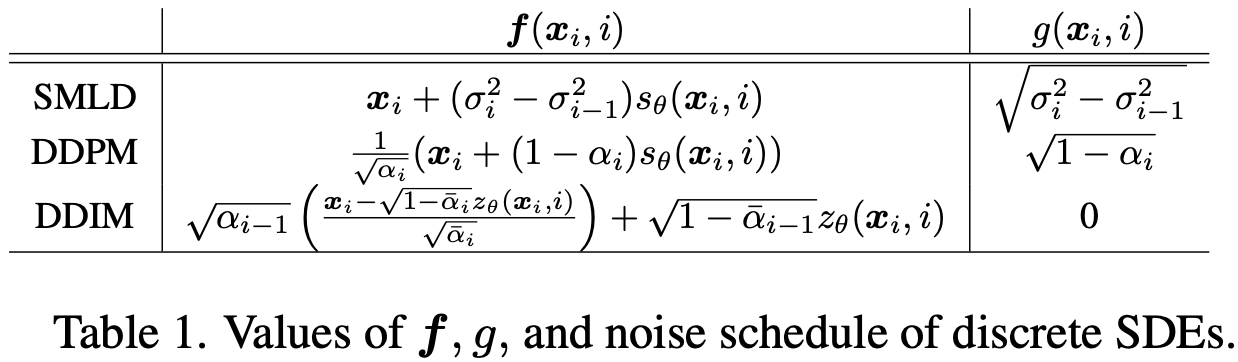 f(x_i, i) g(x_i, i)
SMLD x_i + (σ_i^2 − σ_{i−1}^2)s_θ(x_i, i) √(σ_i^2 − σ_{i−1}^2)
DDPM 1/√α_i (x_i + (1 − α_i)s_θ(x_i, i)) √(1 − α_i)
DDIM √α_{i−1} ((x_i − √(1−ᾱ_i) z_θ(x_i, i))/√ᾱ_i) + √(1 − ᾱ_{i−1}) z_θ(x_i, i) 0
Table 1. Values of f, g, and noise schedule of discrete SDEs.